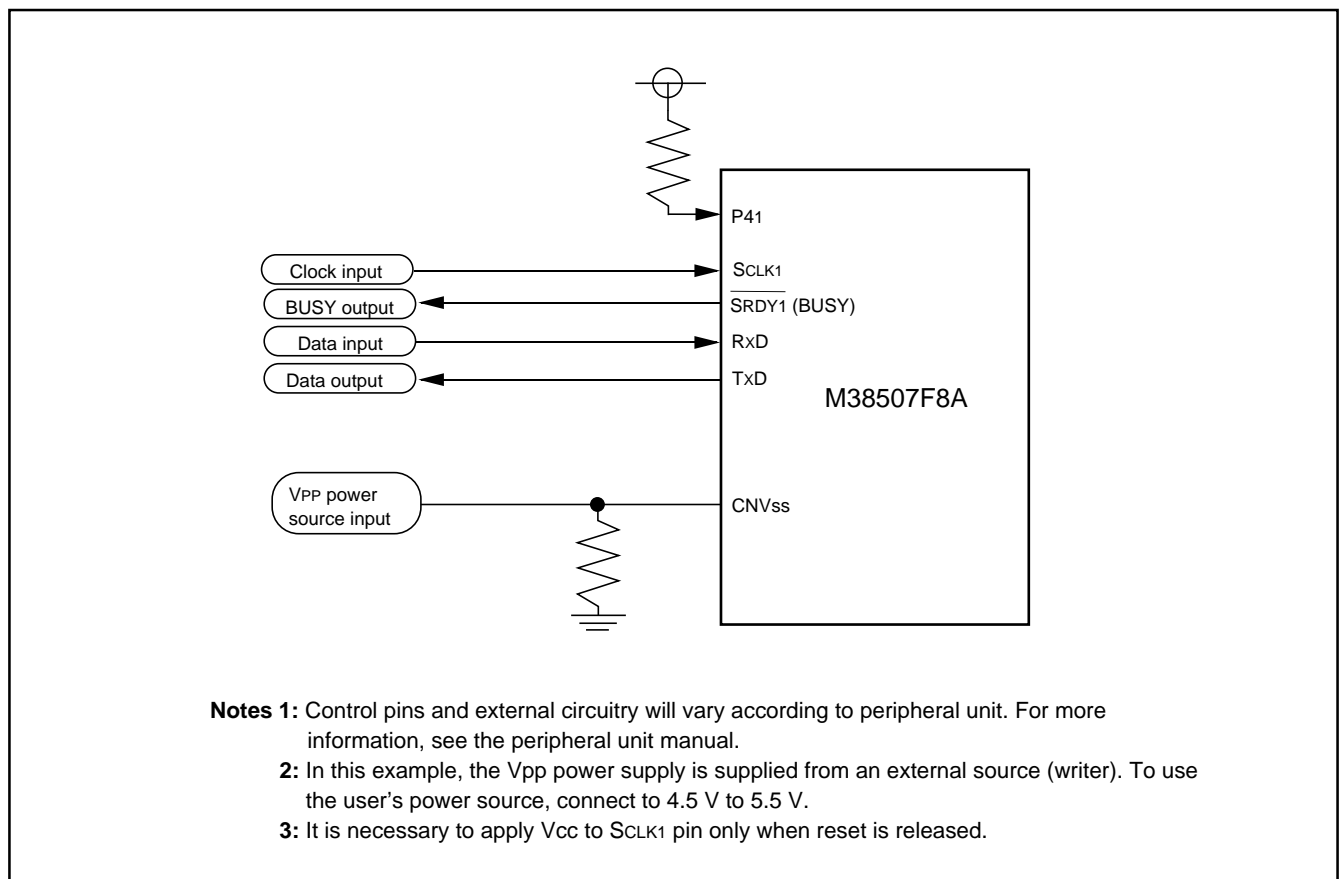 P41
Clock input
SCLK1
BUSY output
SRDY1 (BUSY)
Data input
RxD
Data output
TxD
M38507F8A
VPP power
source input
CNVss
Notes 1: Control pins and external circuitry will vary according to peripheral unit. For more
information, see the peripheral unit manual.
2: In this example, the Vpp power supply is supplied from an external source (writer). To use
the user's power source, connect to 4.5 V to 5.5 V.
3: It is necessary to apply Vcc to SCLK1 pin only when reset is released.